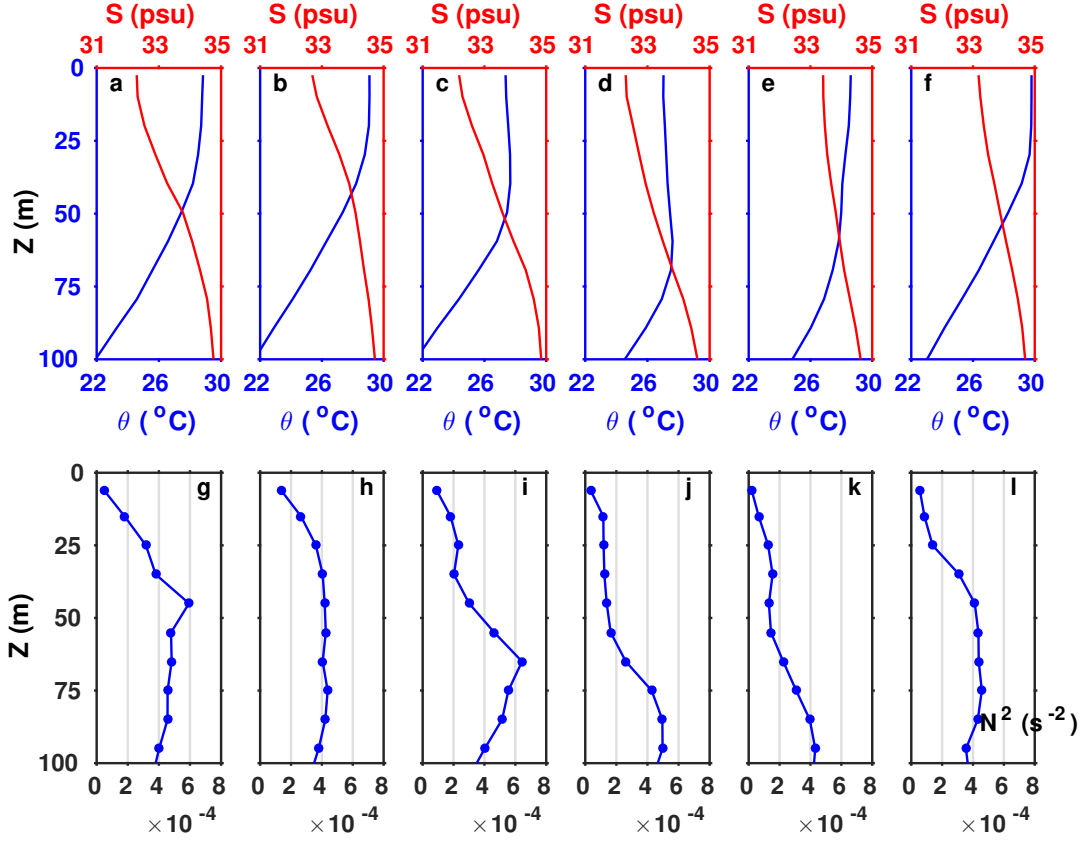 S (psu) S (psu) S (psu) S (psu) S (psu) S (psu)
31 33 35 31 33 35 31 33 35 31 33 35 31 33 35 31 33 35
0
a b c d e f
25
Z (m)
50
75
100
22 26 30 22 26 30 22 26 30 22 26 30 22 26 30 22 26 30
θ (°C) θ (°C) θ (°C) θ (°C) θ (°C) θ (°C)
0
g h i j k l
25
Z (m)
50
75
N² (s⁻²)
100
0 2 4 6 8 0 2 4 6 8 0 2 4 6 8 0 2 4 6 8 0 2 4 6 8 0 2 4 6 8
×10⁻⁴ ×10⁻⁴ ×10⁻⁴ ×10⁻⁴ ×10⁻⁴ ×10⁻⁴